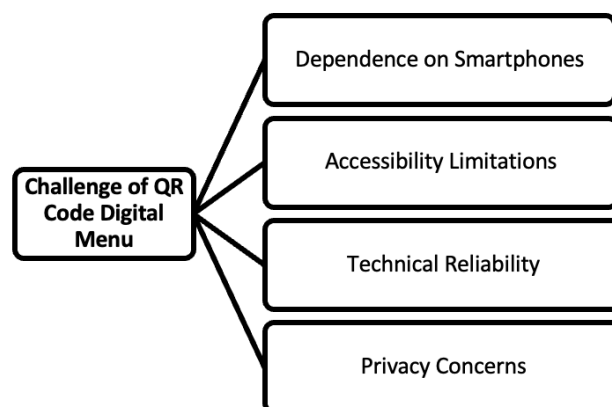 Dependence on Smartphones
Accessibility Limitations
Challenge of QR
Code Digital
Menu
Technical Reliability
Privacy Concerns